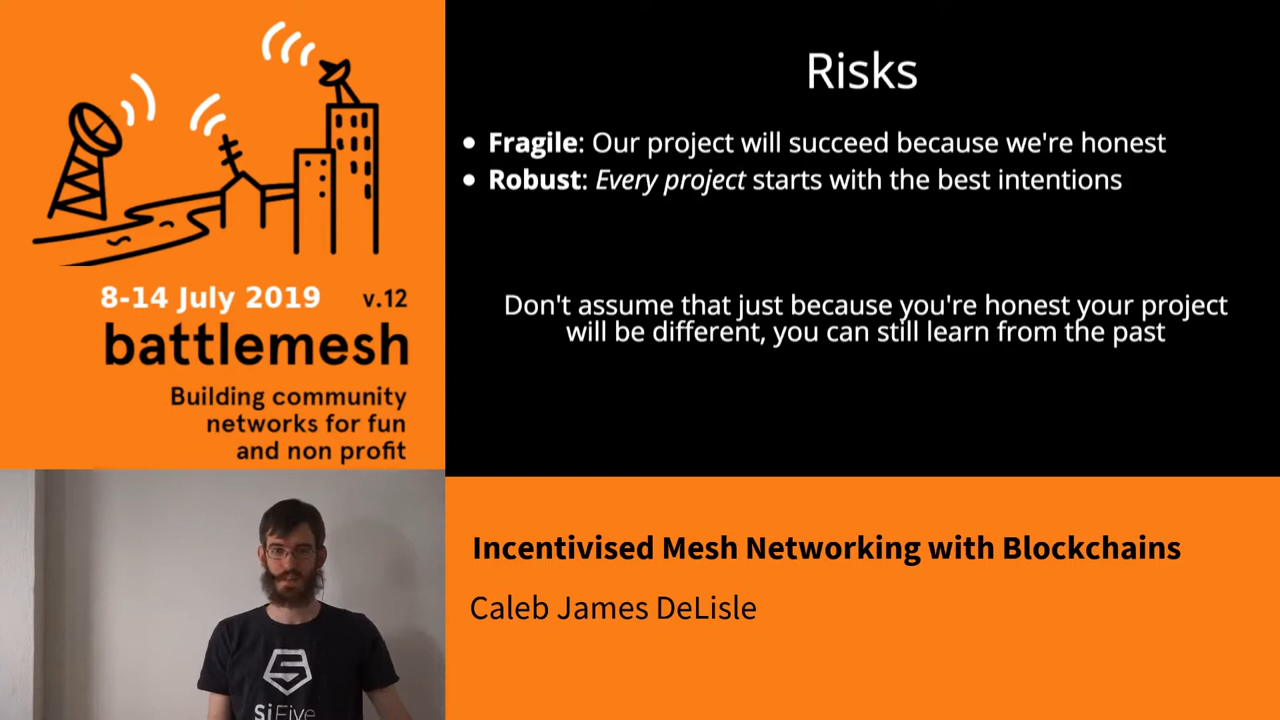 8-14 July 2019
v.12
battlemesh
Building community
networks for fun
and non profit
Risks
• Fragile: Our project will succeed because we're honest
• Robust: Every project starts with the best intentions
Don't assume that just because you're honest your project
will be different, you can still learn from the past
Incentivised Mesh Networking with Blockchains
Caleb James DeLisle
SiFive